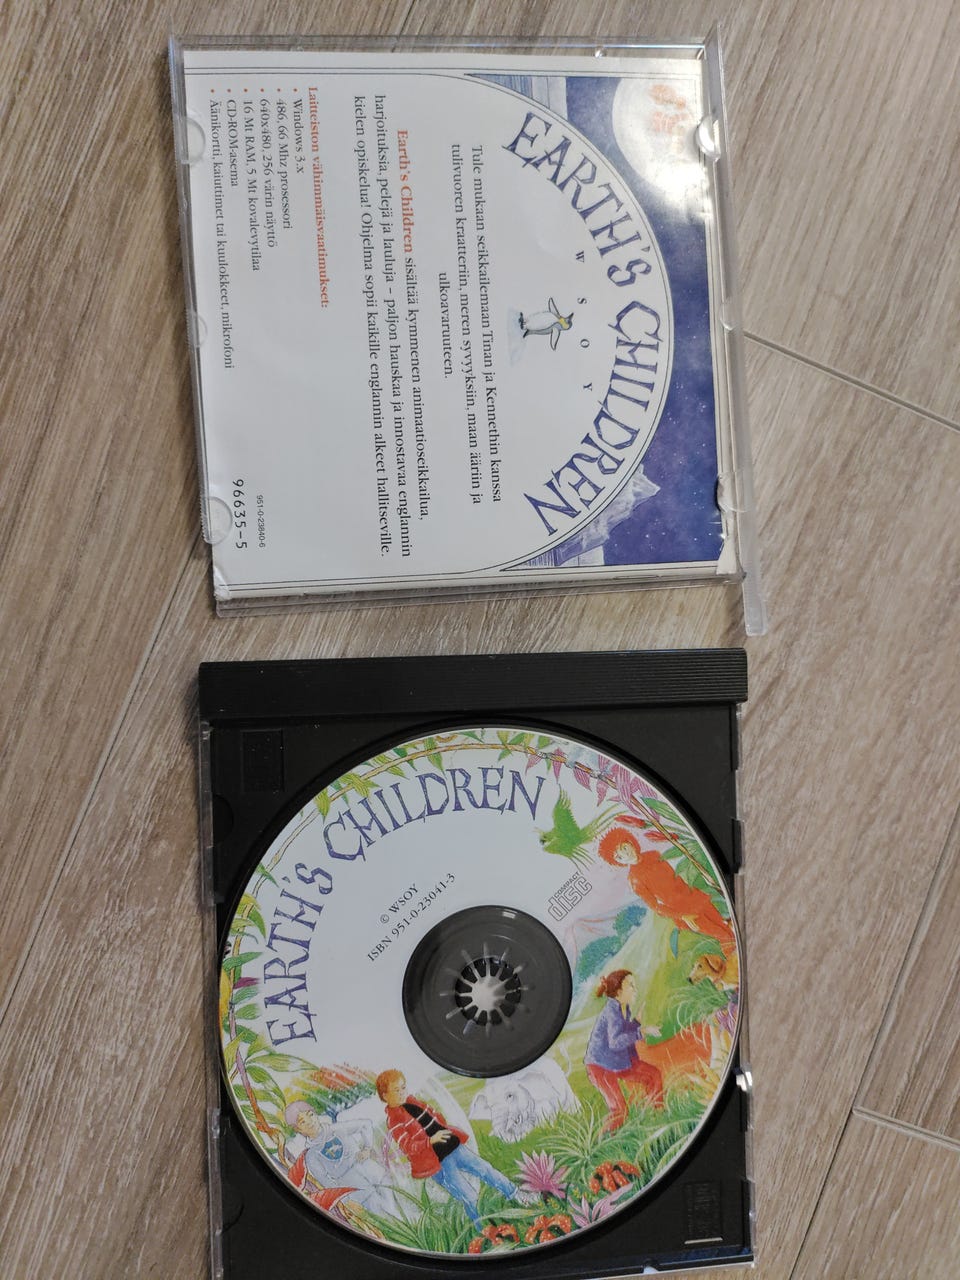 EARTH'S CHILDREN
WSOY
Tule mukaan seikkailemaan Tinan ja Kennethin kanssa
tulivuoren kraatteriin, meren syvyyksiin, maan ääriin ja
ulkoavaruuteen.
Earth's Children sisältää kymmenen animaatioseikkailua,
harjoituksia, pelejä ja lauluja – paljon hauskaa ja innostavaa englannin
kielen opiskelua! Ohjelma sopii kaikille englannin alkeet hallitseville.
Laitteiston vähimmäisvaatimukset:
• Windows 3.x
• 486, 66 Mhz prosessori
• 640x480, 256 värin näyttö
• 16 Mt RAM, 5 Mt kovalevytilaa
• CD-ROM-asema
• Äänikortti, kaiuttimet tai kuulokkeet, mikrofoni
951-0-23840-6
96635-5
EARTH'S CHILDREN
© WSOY
ISBN 951-0-23041-3
COMPACT
disc